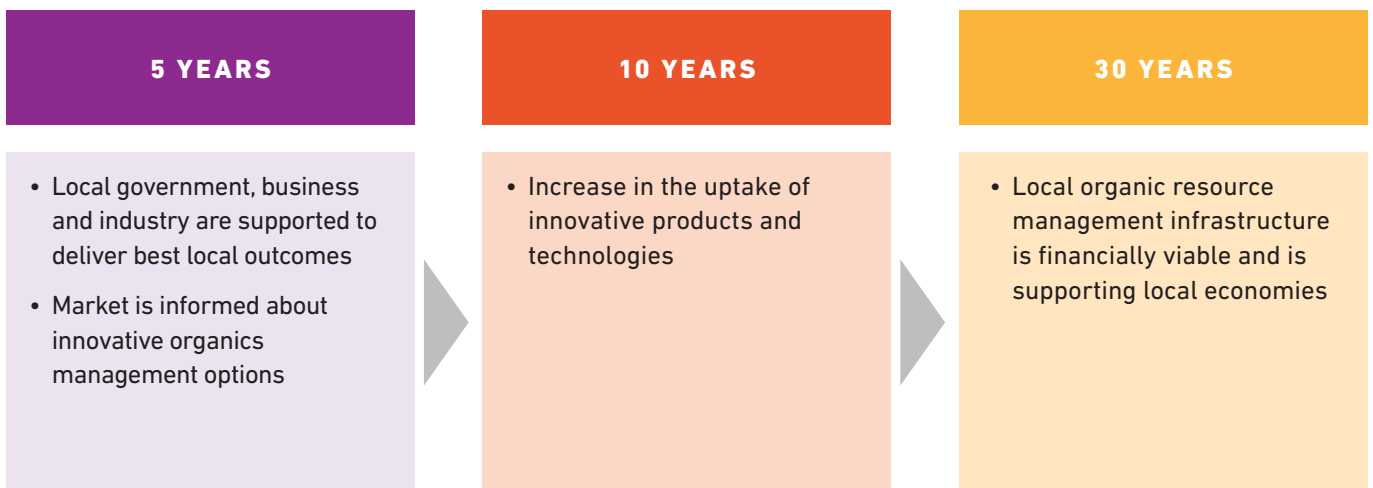 5 YEARS
• Local government, business
and industry are supported to
deliver best local outcomes
• Market is informed about
innovative organics
management options
10 YEARS
• Increase in the uptake of
innovative products and
technologies
30 YEARS
• Local organic resource
management infrastructure
is financially viable and is
supporting local economies